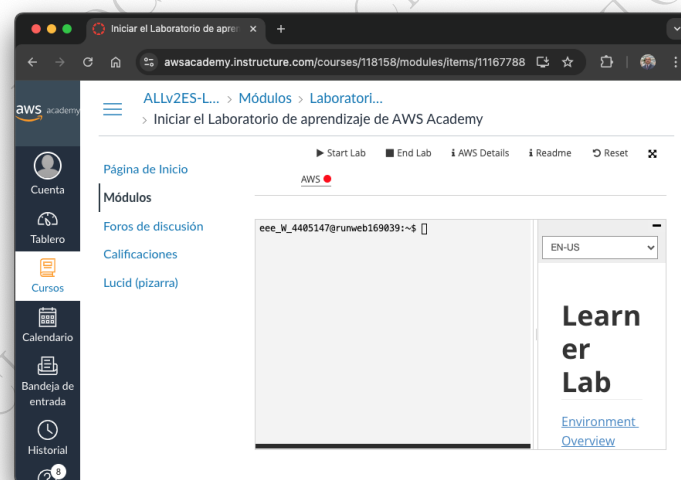 Iniciar el Laboratorio de apren
awsacademy.instructure.com/courses/118158/modules/items/11167788
aws academy
ALLv2ES-L... > Módulos > Laboratori...
> Iniciar el Laboratorio de aprendizaje de AWS Academy
Cuenta
Tablero
Cursos
Calendario
Bandeja de
entrada
Historial
8
Página de Inicio
Módulos
Foros de discusión
Calificaciones
Lucid (pizarra)
Start Lab End Lab AWS Details Readme Reset
AWS
eee_W_4405147@runweb169039:~$
EN-US
Learn
er
Lab
Environment
Overview